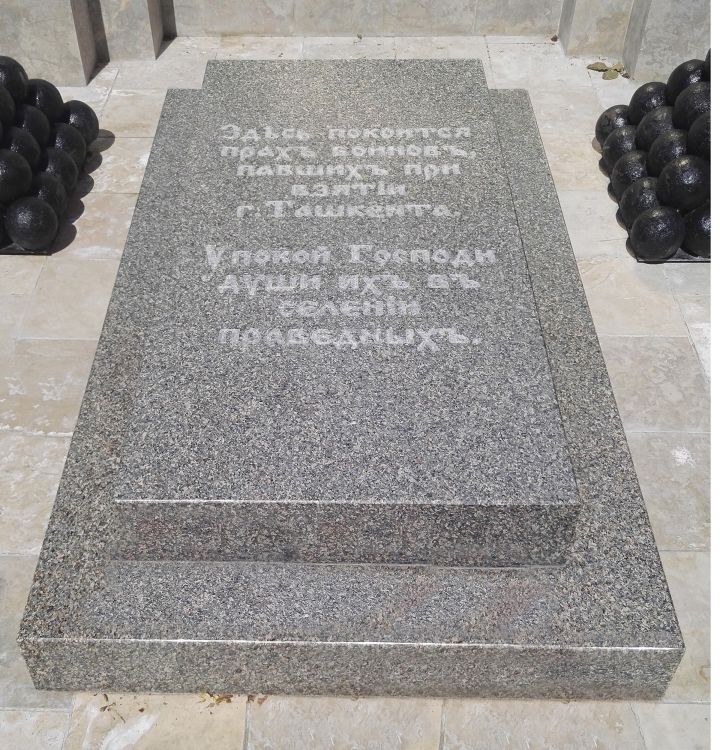 Здѣсь покоится
прахъ воиновъ,
павшихъ при
взятіи
г. Ташкента.
Упокой Господи
души ихъ въ
селеніи
праведныхъ.